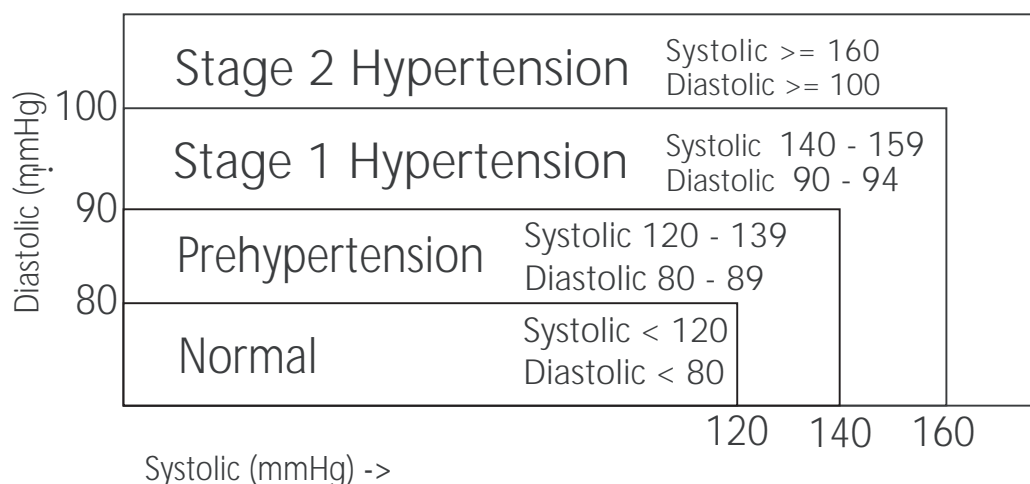 Stage 2 Hypertension
Systolic >= 160
Diastolic >= 100
100
Stage 1 Hypertension
Systolic 140 - 159
Diastolic 90 - 94
90
Prehypertension
Systolic 120 - 139
Diastolic 80 - 89
80
Normal
Systolic < 120
Diastolic < 80
Diastolic (mmHg)
120 140 160
Systolic (mmHg) ->